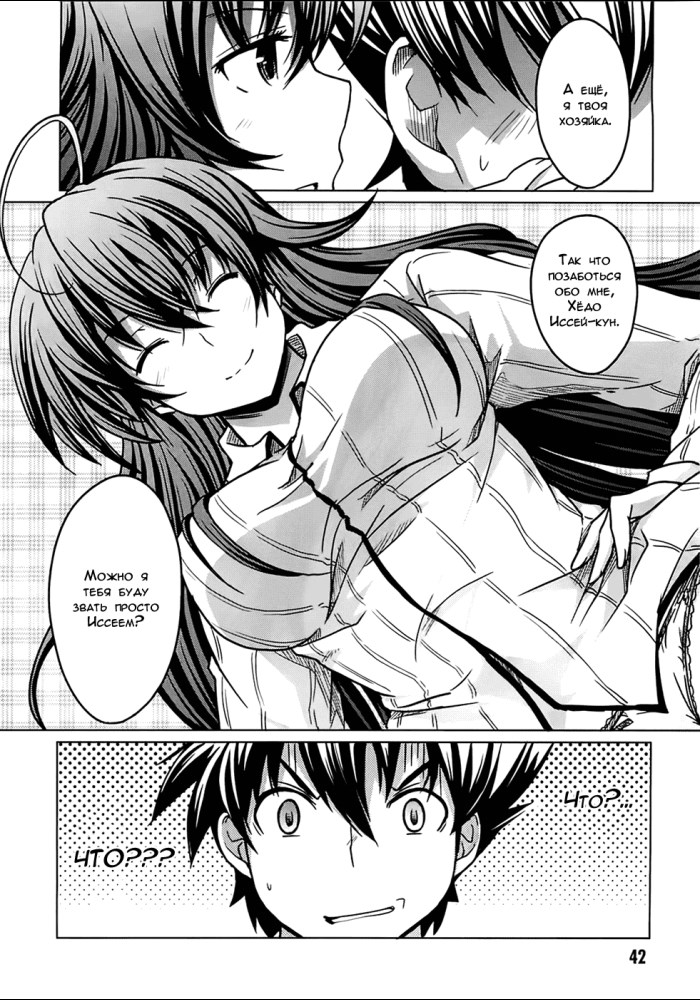 А ЕЩЁ,
Я ТВОЯ
ХОЗЯЙКА.
ТАК ЧТО
ПОЗАБОТЬСЯ
ОБО МНЕ,
ХЁДО
ИССЕЙ-КУН.
МОЖНО Я
ТЕБЯ БУДУ
ЗВАТЬ ПРОСТО
ИССЕЕМ?
ЧТО?...
ЧТО???
42